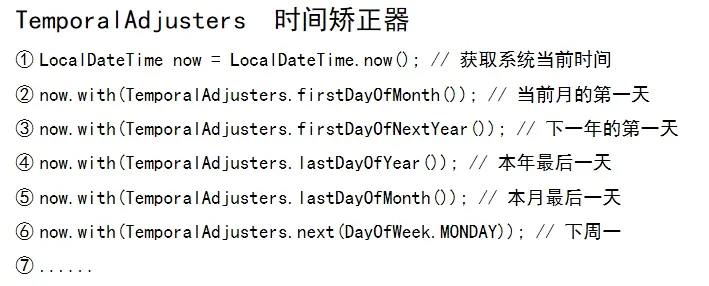 TemporalAdjusters 时间矫正器
① LocalDateTime now = LocalDateTime.now(); // 获取系统当前时间
② now.with(TemporalAdjusters.firstDayOfMonth()); // 当前月的第一天
③ now.with(TemporalAdjusters.firstDayOfNextYear()); // 下一年的第一天
④ now.with(TemporalAdjusters.lastDayOfYear()); // 本年最后一天
⑤ now.with(TemporalAdjusters.lastDayOfMonth()); // 本月最后一天
⑥ now.with(TemporalAdjusters.next(DayOfWeek.MONDAY)); // 下周一
⑦ ......